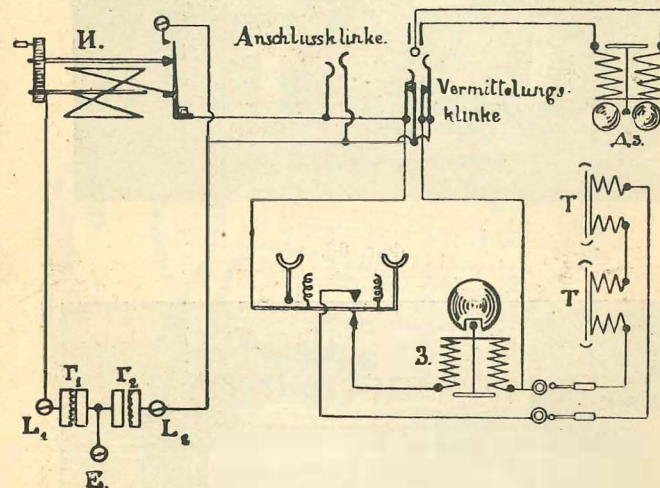 И.
Anschlussklinke.
Vermittelungs-
klinke
Д.З.
T
T
З.
Г₁ Г₂
L₁ L₂
E.